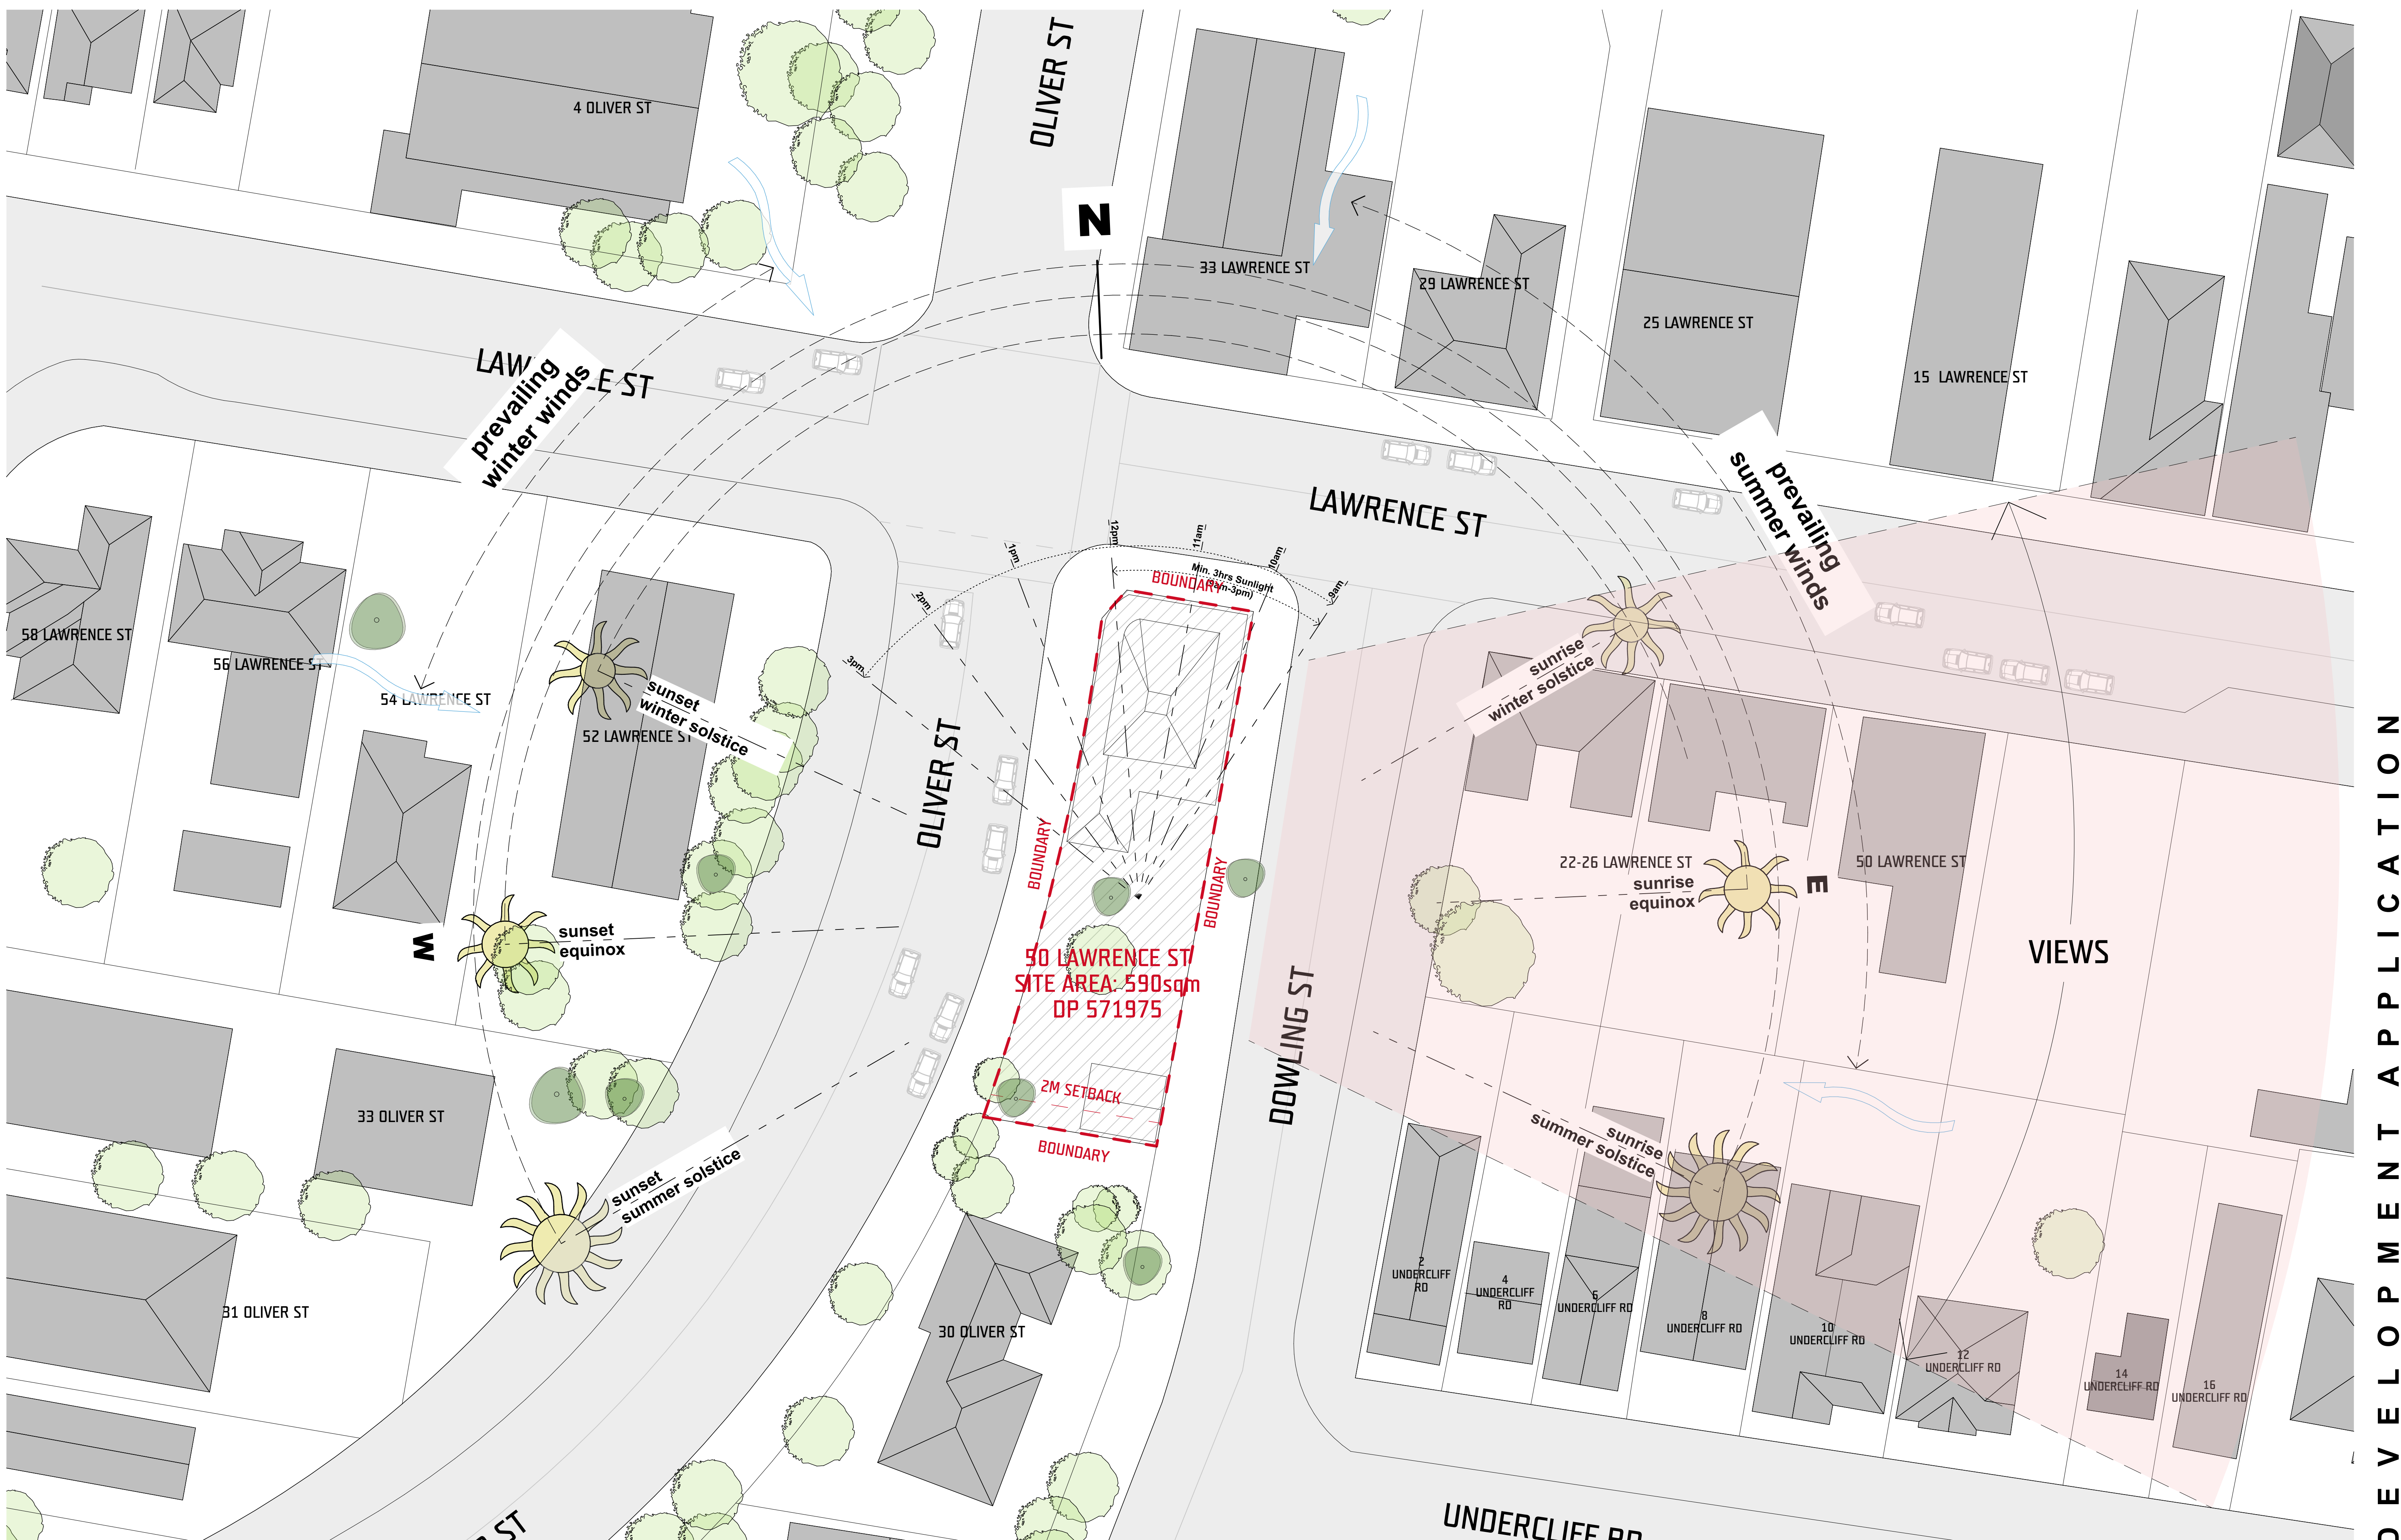 OLIVER ST
4 OLIVER ST
N
33 LAWRENCE ST
29 LAWRENCE ST
25 LAWRENCE ST
15 LAWRENCE ST
E ST
prevailing
winter winds
prevailing
summer winds
LAWRENCE ST
12pm
11am
10am
9am
1pm
2pm
3pm
Min. 3hrs Sunlight
BOUNDARY
58 LAWRENCE ST
56 LAWRENCE ST
54 LAWRENCE ST
52 LAWRENCE ST
sunset
winter solstice
sunrise
winter solstice
OLIVER ST
BOUNDARY
BOUNDARY
22-26 LAWRENCE ST
50 LAWRENCE ST
sunrise
equinox
E
W
sunset
equinox
VIEWS
50 LAWRENCE ST
SITE AREA: 590sqm
DP 571975
DOWLING ST
2M SETBACK
BOUNDARY
33 OLIVER ST
sunset
summer solstice
sunrise
summer solstice
31 OLIVER ST
30 OLIVER ST
2
UNDERCLIFF
RD
4
UNDERCLIFF
RD
6
UNDERCLIFF RD
8
UNDERCLIFF RD
10
UNDERCLIFF RD
12
UNDERCLIFF RD
14
UNDERCLIFF RD
16
UNDERCLIFF RD
ST
UNDERCLIFF RD
DEVELOPMENT APPLICATION